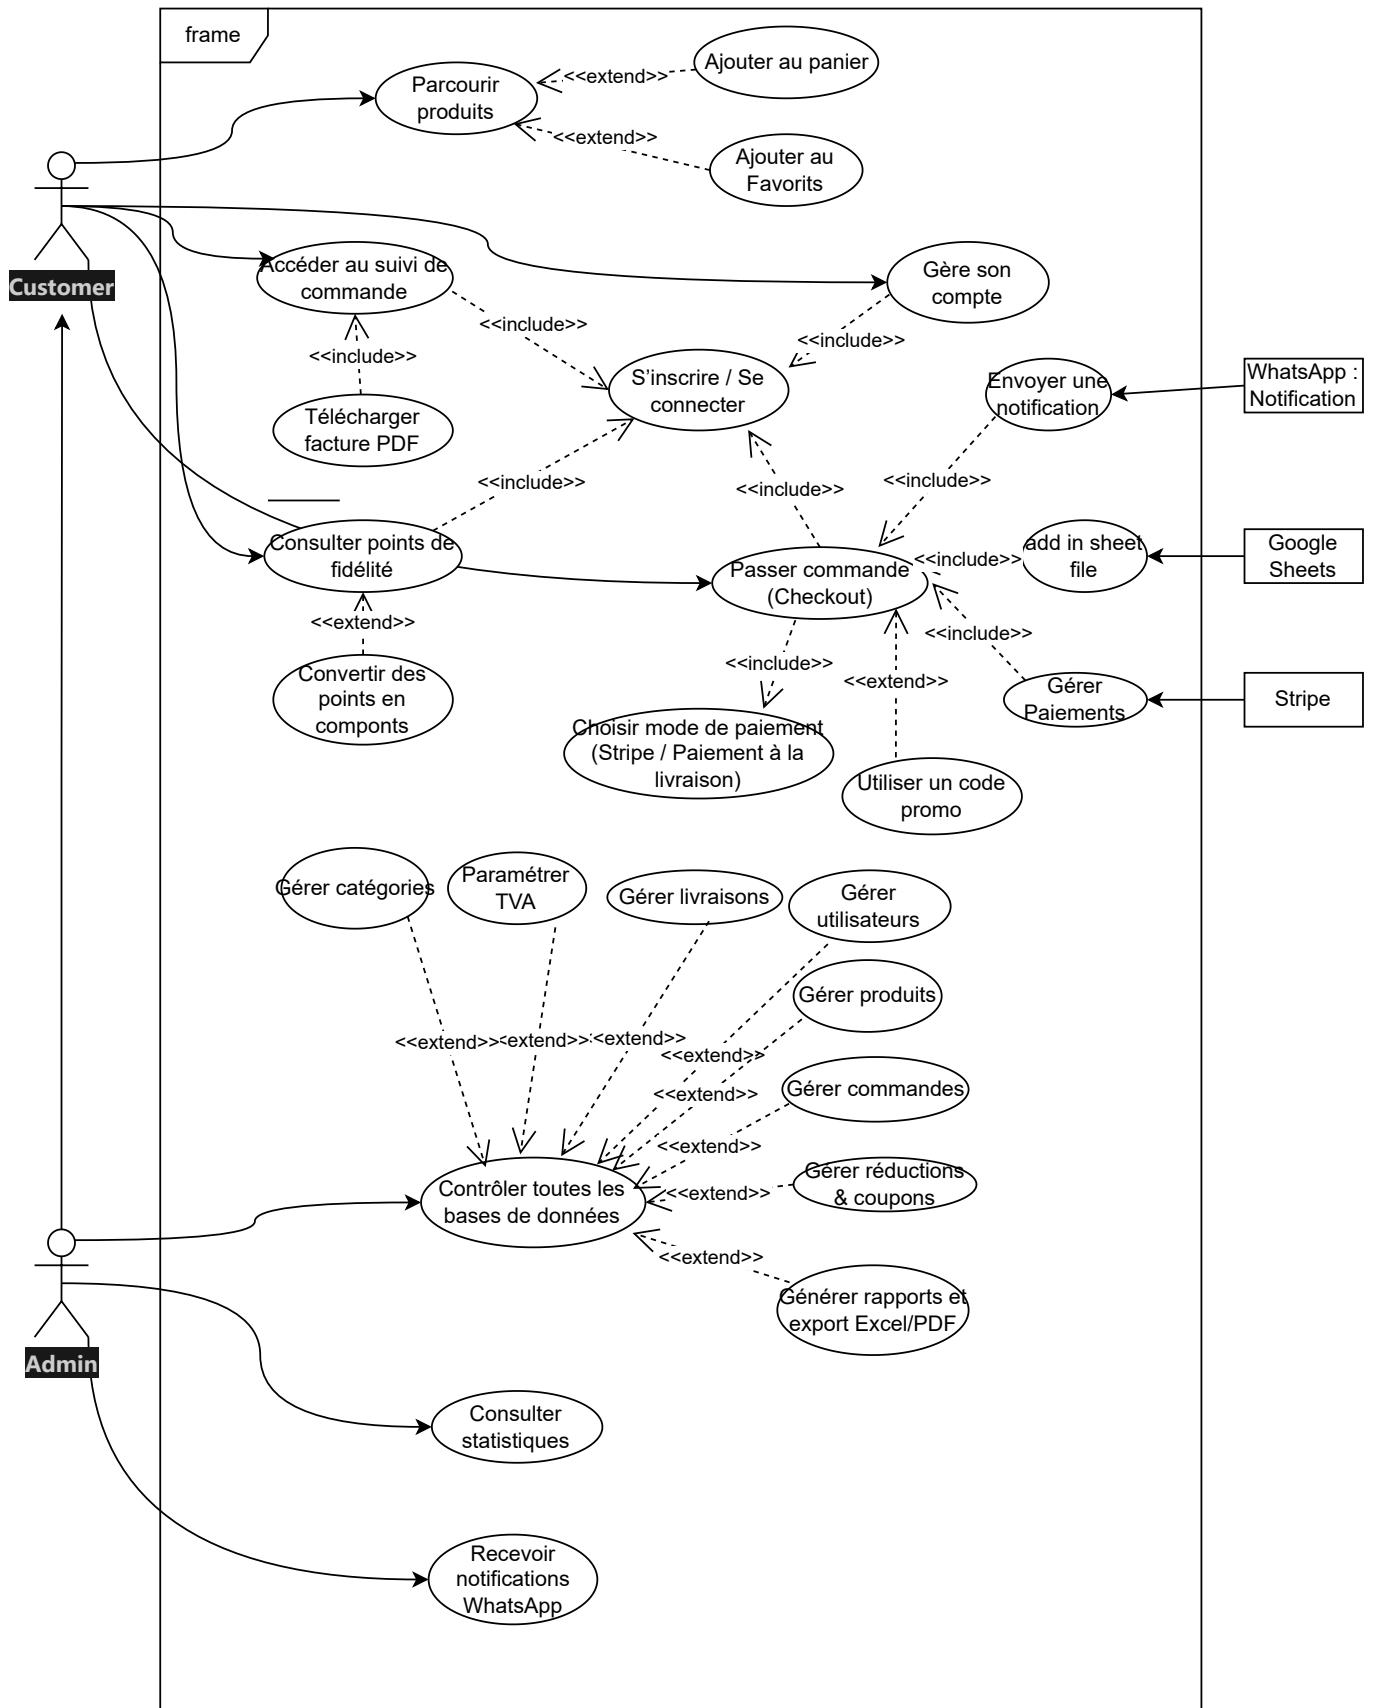 frame
Parcourir
produits
<<extend>>
Ajouter au panier
<<extend>>
Ajouter au
Favorits
Customer
Accéder au suivi de
commande
Gère son
compte
<<include>>
<<include>>
<<include>>
S'inscrire / Se
connecter
Envoyer une
notification
WhatsApp :
Notification
Télécharger
facture PDF
<<include>>
<<include>>
<<include>>
Consulter points de
fidélité
Passer commande
(Checkout)
<<include>>
add in sheet
file
Google
Sheets
<<extend>>
<<include>>
<<include>>
<<extend>>
Convertir des
points en
componts
Gérer
Paiements
Stripe
Choisir mode de paiement
(Stripe / Paiement à la
livraison)
Utiliser un code
promo
Gérer catégories
Paramétrer
TVA
Gérer livraisons
Gérer
utilisateurs
Gérer produits
<<extend>>
<<extend>>
<<extend>>
<<extend>>
<<extend>>
Gérer commandes
<<extend>>
Contrôler toutes les
bases de données
<<extend>>
Gérer réductions
& coupons
<<extend>>
Générer rapports et
export Excel/PDF
Admin
Consulter
statistiques
Recevoir
notifications
WhatsApp